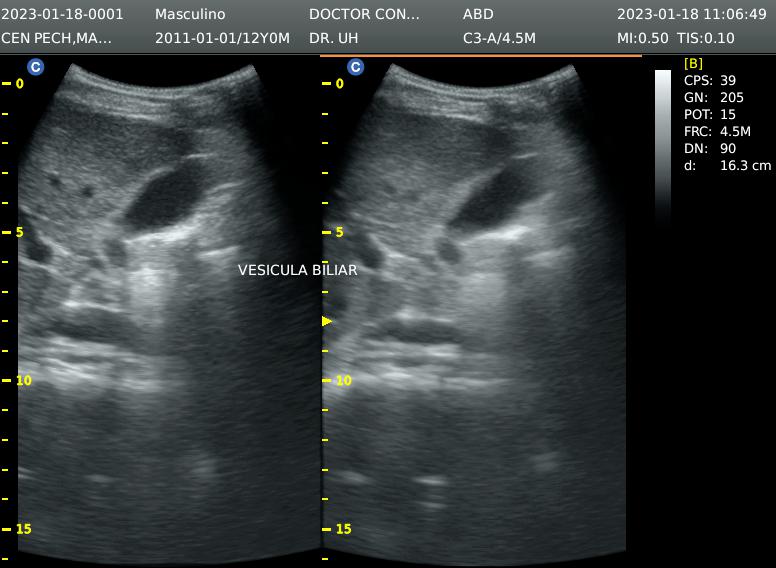 2023-01-18-0001 Masculino DOCTOR CON... ABD 2023-01-18 11:06:49
CEN PECH,MA... 2011-01-01/12Y0M DR. UH C3-A/4.5M MI:0.50 TIS:0.10
C C
[B]
CPS: 39
GN: 205
POT: 15
FRC: 4.5M
DN: 90
d: 16.3 cm
0 0
5 5
VESICULA BILIAR
10 10
15 15